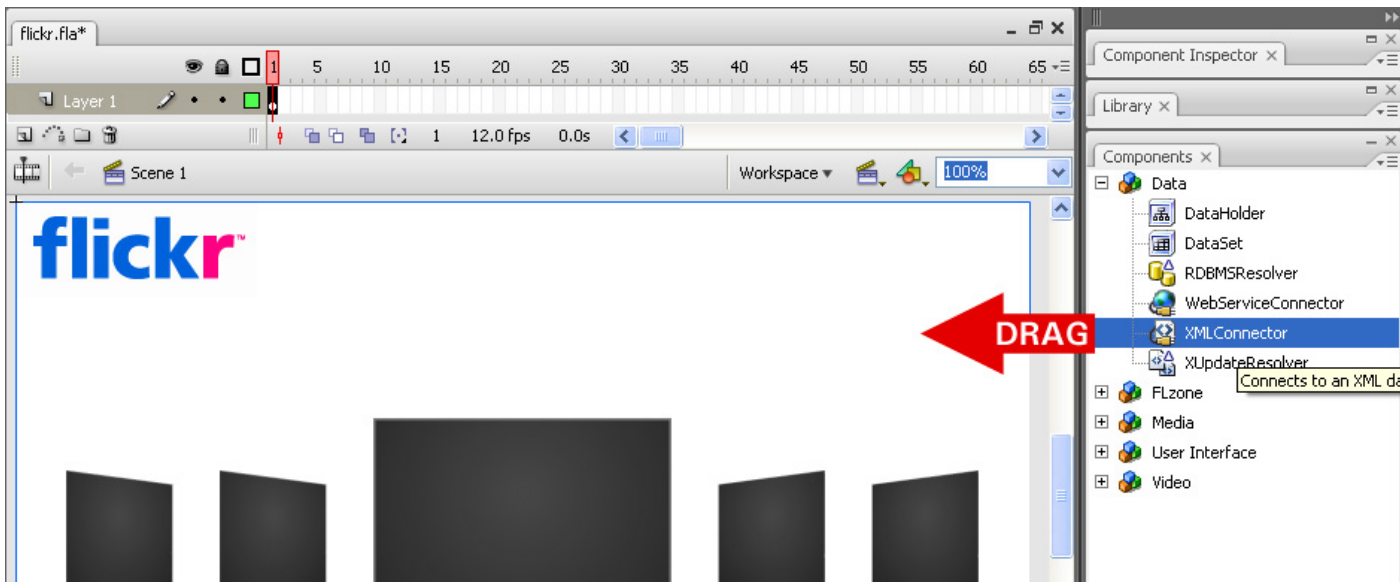 flickr.fla*
1 5 10 15 20 25 30 35 40 45 50 55 60 65
Layer 1
1 12.0 fps 0.0s
Scene 1
Workspace
100%
flickr™
DRAG
Component Inspector
Library
Components
Data
DataHolder
DataSet
RDBMSResolver
WebServiceConnector
XMLConnector
XUpdateResolver
Connects to an XML da
FLzone
Media
User Interface
Video